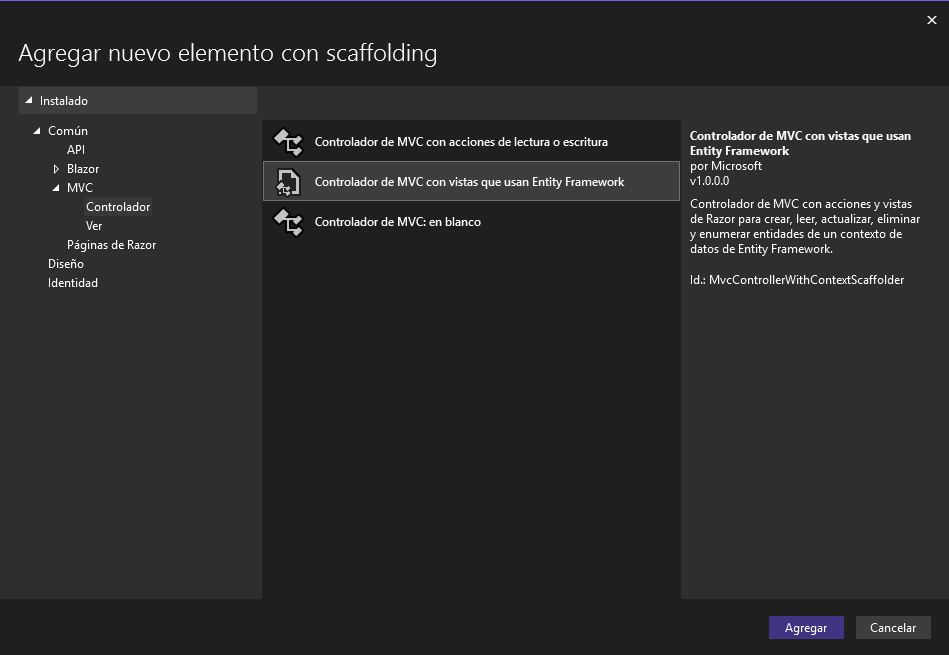 Agregar nuevo elemento con scaffolding
Instalado
Común
API
Blazor
MVC
Controlador
Ver
Páginas de Razor
Diseño
Identidad
Controlador de MVC con acciones de lectura o escritura
Controlador de MVC con vistas que usan Entity Framework
Controlador de MVC: en blanco
Controlador de MVC con vistas que usan
Entity Framework
por Microsoft
v1.0.0.0
Controlador de MVC con acciones y vistas
de Razor para crear, leer, actualizar, eliminar
y enumerar entidades de un contexto de
datos de Entity Framework.
Id.: MvcControllerWithContextScaffolder
Agregar
Cancelar